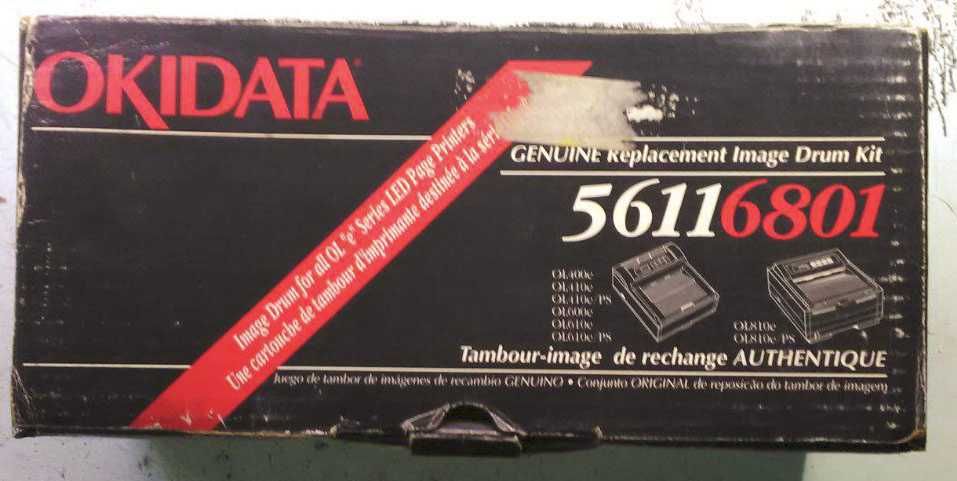 OKIDATA
Image Drum for all OL "e" Series LED Page Printers
Une cartouche de tambour d'imprimante destinée à la séri
GENUINE Replacement Image Drum Kit
56116801
OL400e
OL410e
OL410e/PS
OL600e
OL610e
OL610e/PS
OL810e
OL810e/PS
Tambour-image de rechange AUTHENTIQUE
Juego de tambor de imágenes de recambio GENUINO • Conjunto ORIGINAL de reposição do tambor de imagem